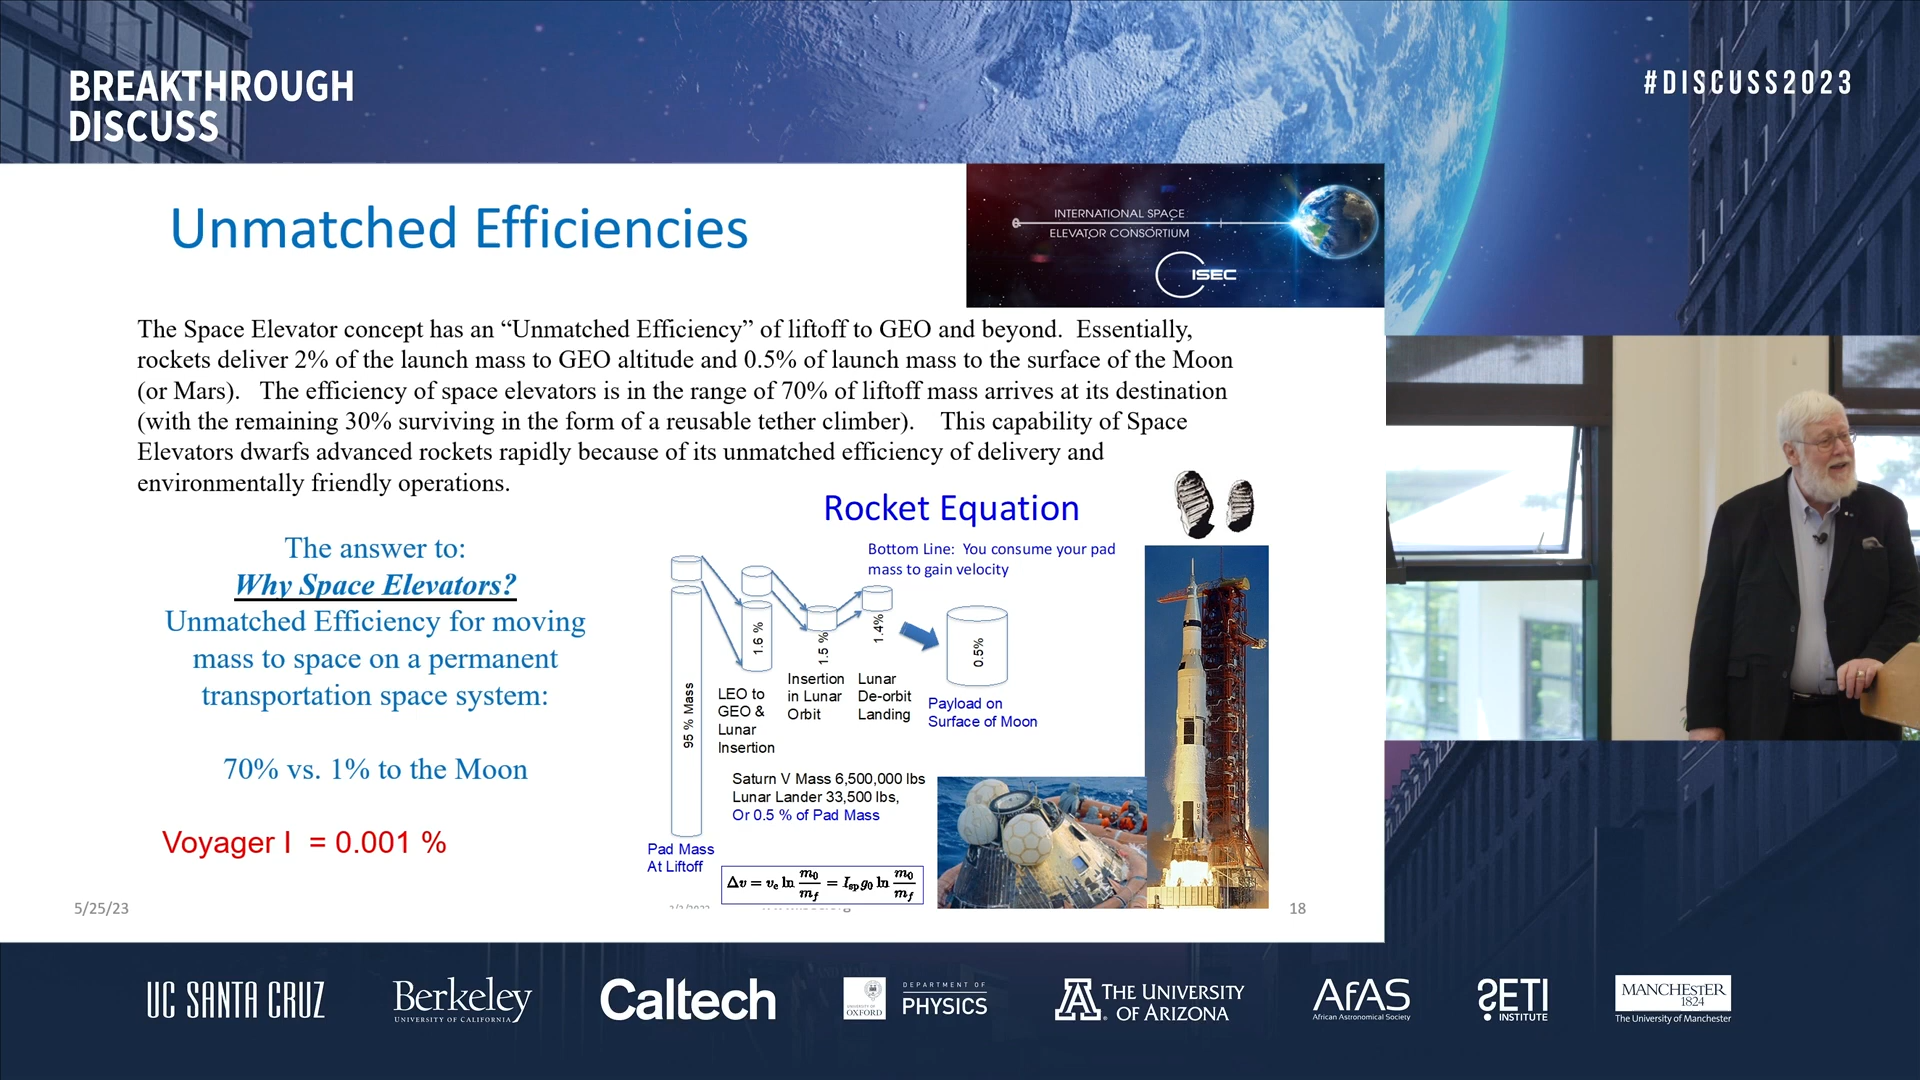 BREAKTHROUGH
DISCUSS
#DISCUSS2023
Unmatched Efficiencies
INTERNATIONAL SPACE
ELEVATOR CONSORTIUM
ISEC
The Space Elevator concept has an “Unmatched Efficiency” of liftoff to GEO and beyond. Essentially,
rockets deliver 2% of the launch mass to GEO altitude and 0.5% of launch mass to the surface of the Moon
(or Mars). The efficiency of space elevators is in the range of 70% of liftoff mass arrives at its destination
(with the remaining 30% surviving in the form of a reusable tether climber). This capability of Space
Elevators dwarfs advanced rockets rapidly because of its unmatched efficiency of delivery and
environmentally friendly operations.
The answer to:
Why Space Elevators?
Unmatched Efficiency for moving
mass to space on a permanent
transportation space system:
70% vs. 1% to the Moon
Voyager I = 0.001 %
Rocket Equation
Bottom Line: You consume your pad
mass to gain velocity
95 % Mass
1.6 %
1.5 %
1.4%
0.5%
LEO to
GEO &
Lunar
Insertion
Insertion
in Lunar
Orbit
Lunar
De-orbit
Landing
Payload on
Surface of Moon
Saturn V Mass 6,500,000 lbs
Lunar Lander 33,500 lbs,
Or 0.5 % of Pad Mass
Pad Mass
At Liftoff
Δv = vₑ ln m₀/m_f = I_sp g₀ ln m₀/m_f
5/25/23
18
UC SANTA CRUZ
Berkeley
UNIVERSITY OF CALIFORNIA
Caltech
UNIVERSITY OF
OXFORD
DEPARTMENT OF
PHYSICS
THE UNIVERSITY
OF ARIZONA
AfAS
African Astronomical Society
SETI
INSTITUTE
MANCHESTER
1824
The University of Manchester